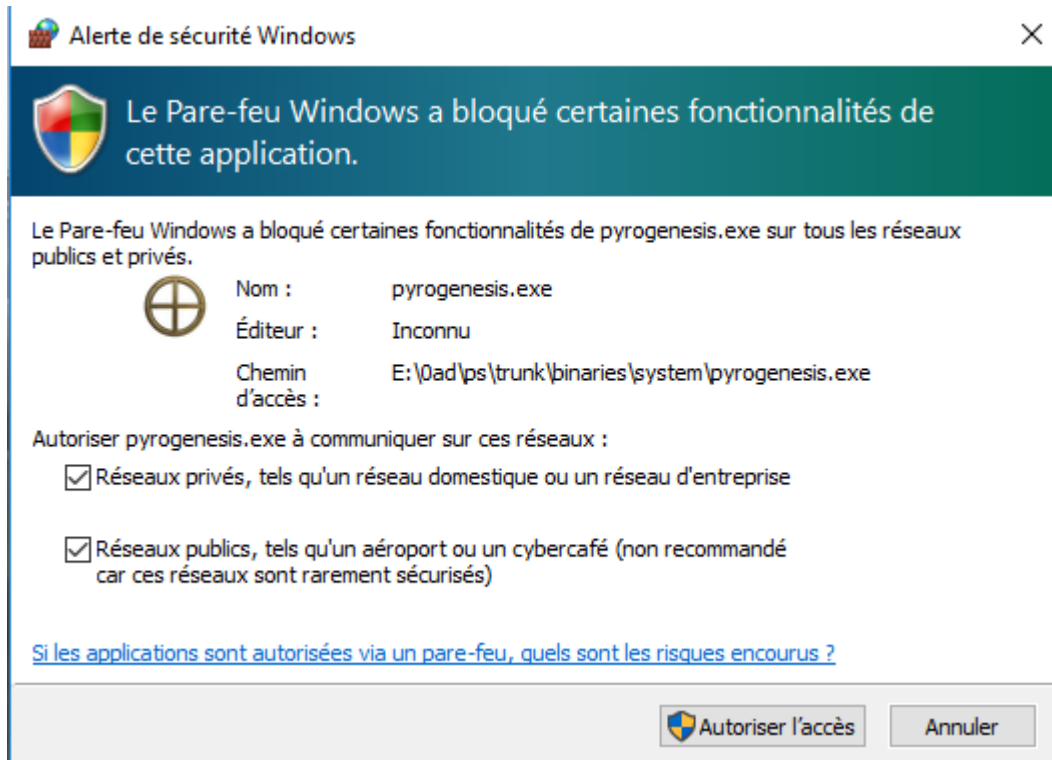 Alerte de sécurité Windows
Le Pare-feu Windows a bloqué certaines fonctionnalités de
cette application.
Le Pare-feu Windows a bloqué certaines fonctionnalités de pyrogenesis.exe sur tous les réseaux
publics et privés.
Nom : pyrogenesis.exe
Éditeur : Inconnu
Chemin E:\0ad\ps\trunk\binaries\system\pyrogenesis.exe
d'accès :
Autoriser pyrogenesis.exe à communiquer sur ces réseaux :
Réseaux privés, tels qu'un réseau domestique ou un réseau d'entreprise
Réseaux publics, tels qu'un aéroport ou un cybercafé (non recommandé
car ces réseaux sont rarement sécurisés)
Si les applications sont autorisées via un pare-feu, quels sont les risques encourus ?
Autoriser l'accès Annuler